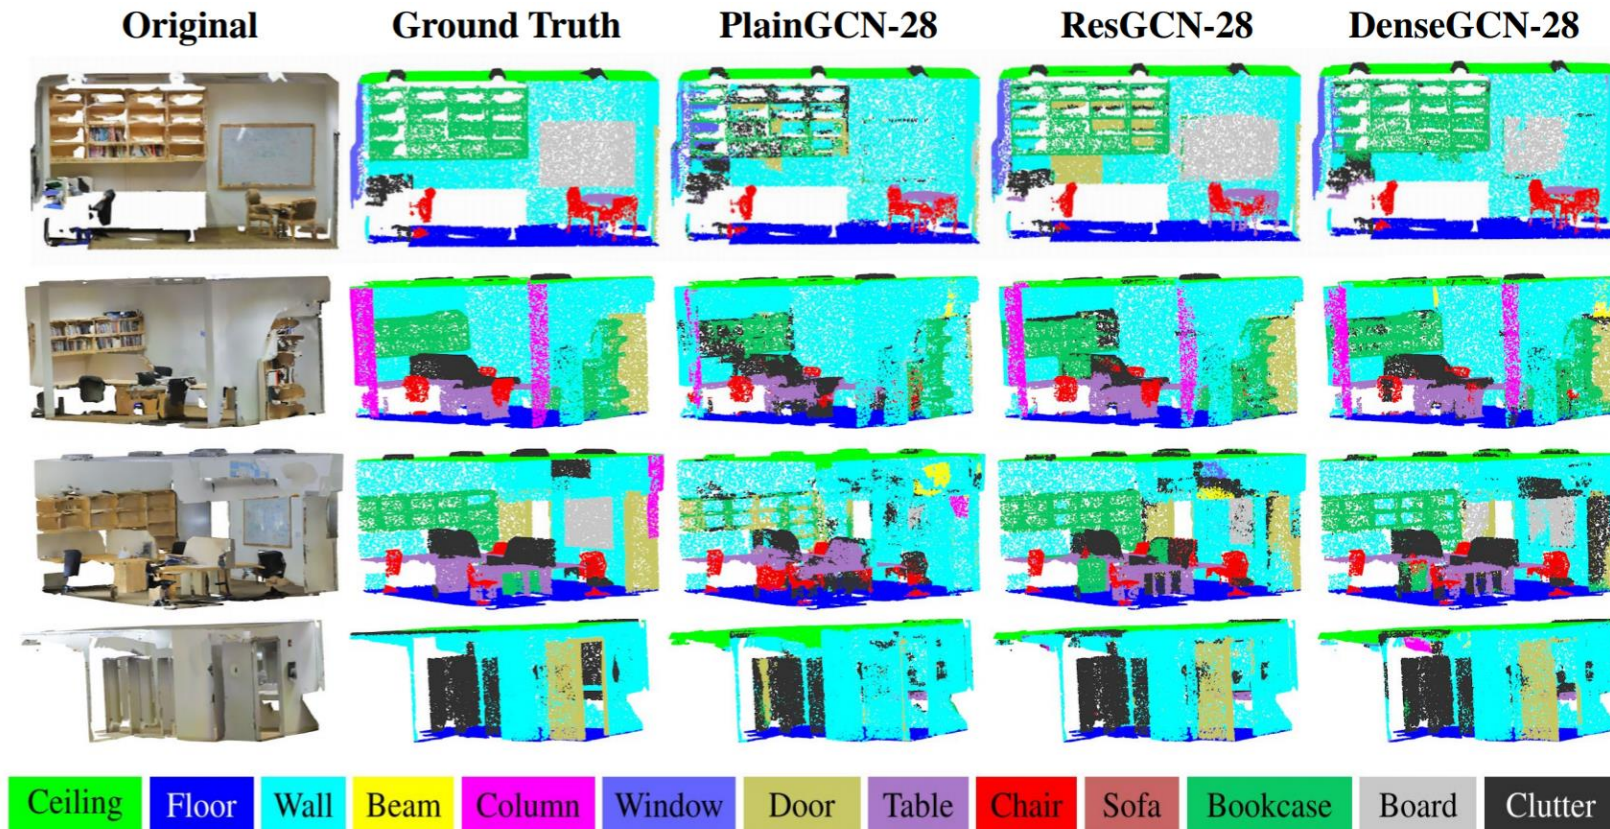 Original Ground Truth PlainGCN-28 ResGCN-28 DenseGCN-28
Ceiling Floor Wall Beam Column Window Door Table Chair Sofa Bookcase Board Clutter